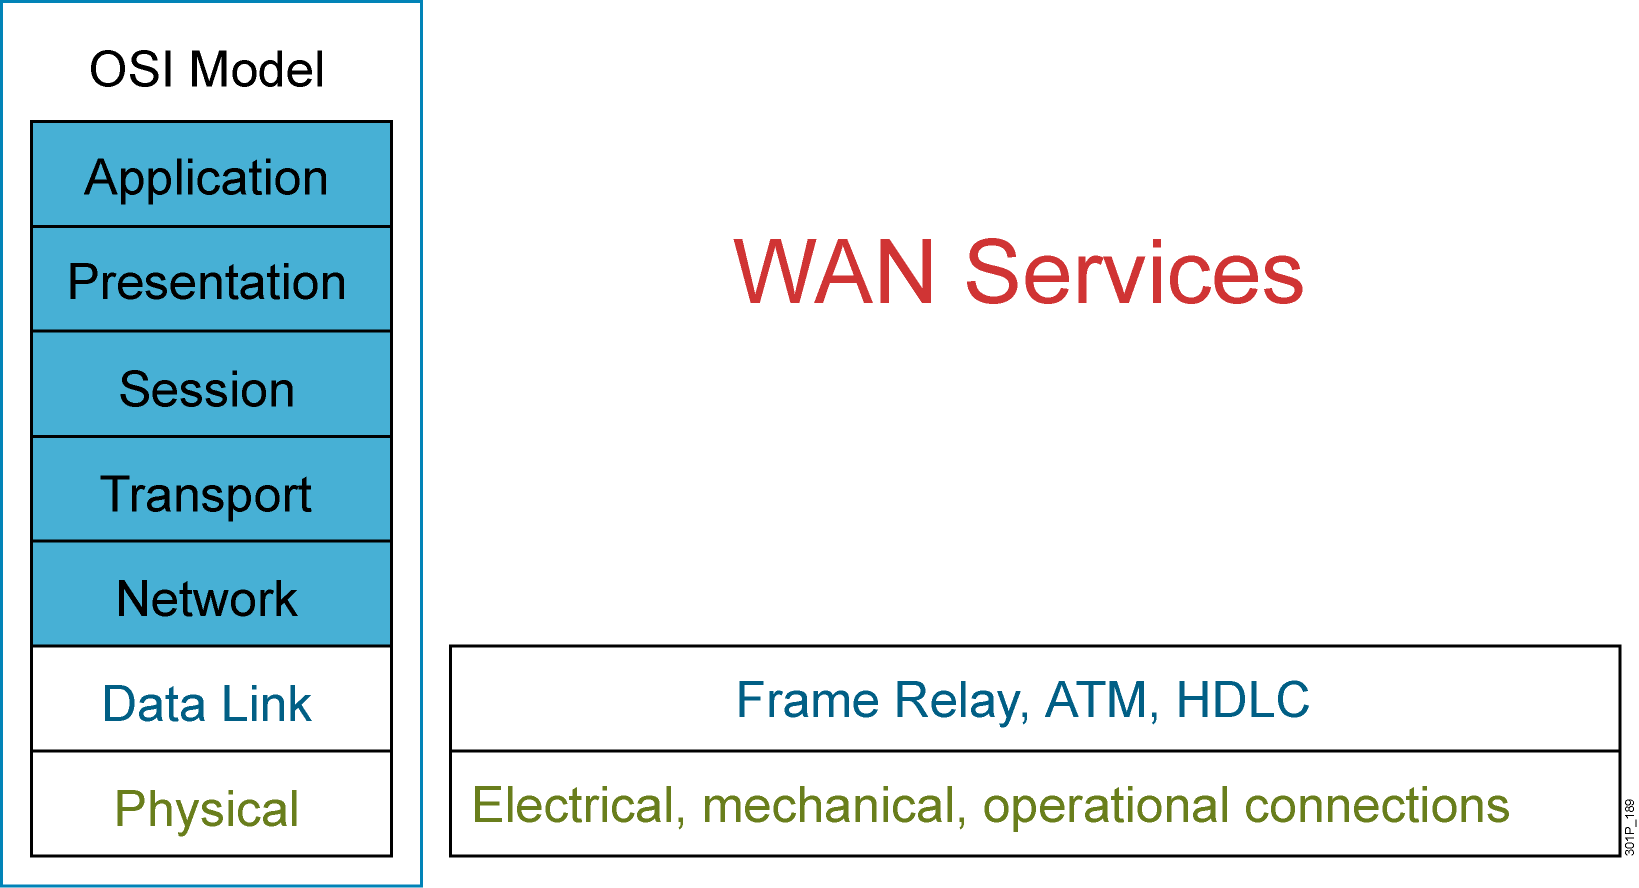 OSI Model
Application
Presentation
Session
Transport
Network
Data Link
Physical
WAN Services
Frame Relay, ATM, HDLC
Electrical, mechanical, operational connections
301P_189